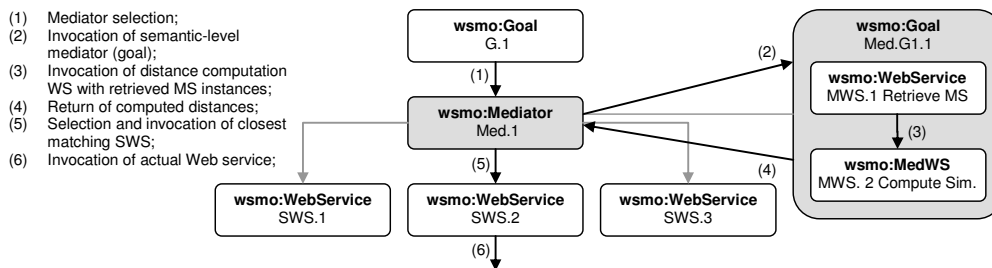 (1) Mediator selection;
(2) Invocation of semantic-level
mediator (goal);
(3) Invocation of distance computation
WS with retrieved MS instances;
(4) Return of computed distances;
(5) Selection and invocation of closest
matching SWS;
(6) Invocation of actual Web service;
wsmo:Goal
G.1
(1)
wsmo:Mediator
Med.1
(2)
wsmo:Goal
Med.G1.1
wsmo:WebService
MWS.1 Retrieve MS
(3)
wsmo:MedWS
MWS. 2 Compute Sim.
(4)
(5)
wsmo:WebService
SWS.1
wsmo:WebService
SWS.2
wsmo:WebService
SWS.3
(6)